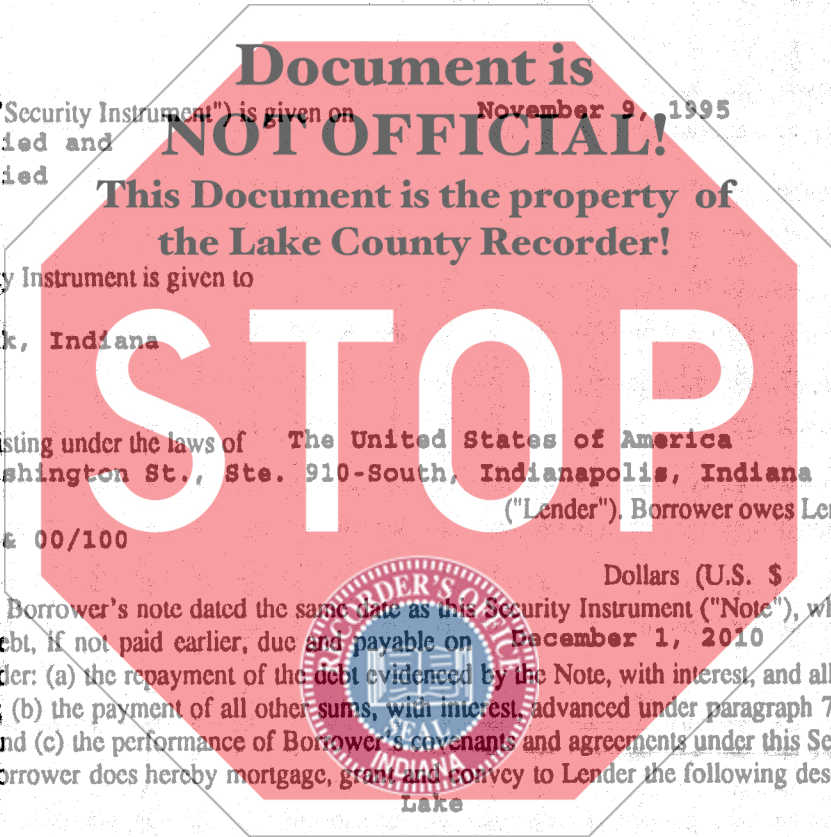 Document is
"Security Instrument") is given on November 9, 1995
ied and
NOT OFFICIAL!
ied
This Document is the property of
the Lake County Recorder!
y Instrument is given to
k, Indiana
STOP
isting under the laws of The United States of America
shington St., Ste. 910-South, Indianapolis, Indiana
("Lender"). Borrower owes Len
& 00/100
Dollars (U.S. $
Borrower's note dated the same date as this Security Instrument ("Note"), wh
ebt, if not paid earlier, due and payable on December 1, 2010
der: (a) the repayment of the debt evidenced by the Note, with interest, and all
(b) the payment of all other sums, with interest, advanced under paragraph 7
nd (c) the performance of Borrower's covenants and agreements under this Sec
orrower does hereby mortgage, grant and convey to Lender the following des
Lake
RECORDER'S OFFICE
SEAL
INDIANA